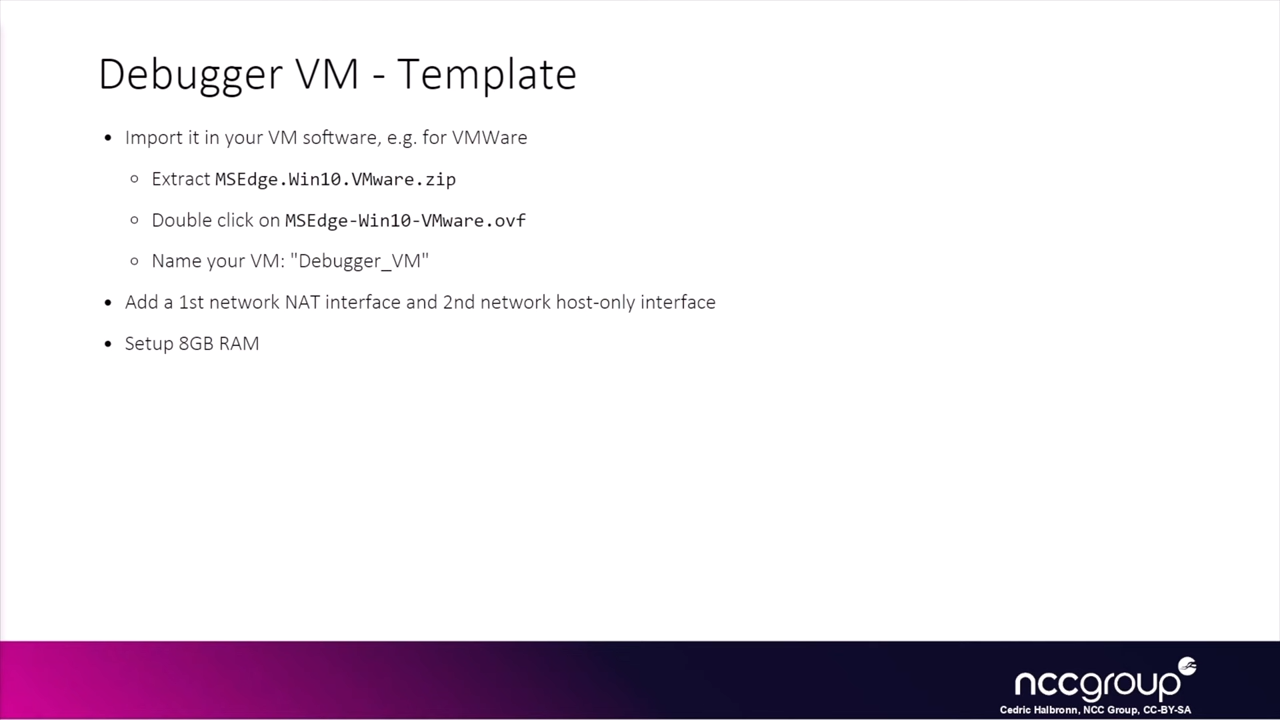 Debugger VM - Template
• Import it in your VM software, e.g. for VMWare
◦ Extract MSEdge.Win10.VMware.zip
◦ Double click on MSEdge-Win10-VMware.ovf
◦ Name your VM: "Debugger_VM"
• Add a 1st network NAT interface and 2nd network host-only interface
• Setup 8GB RAM
nccgroup
Cedric Halbronn, NCC Group, CC-BY-SA